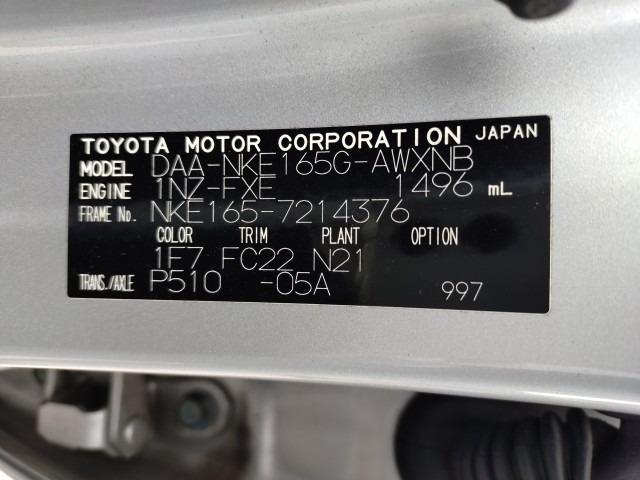 TOYOTA MOTOR CORPORATION JAPAN
MODEL DAA-NKE165G-AWXNB
ENGINE 1NZ-FXE 1496 mL
FRAME No. NKE165-7214376
COLOR TRIM PLANT OPTION
1F7 FC22 N21
TRANS./AXLE P510 -05A 997